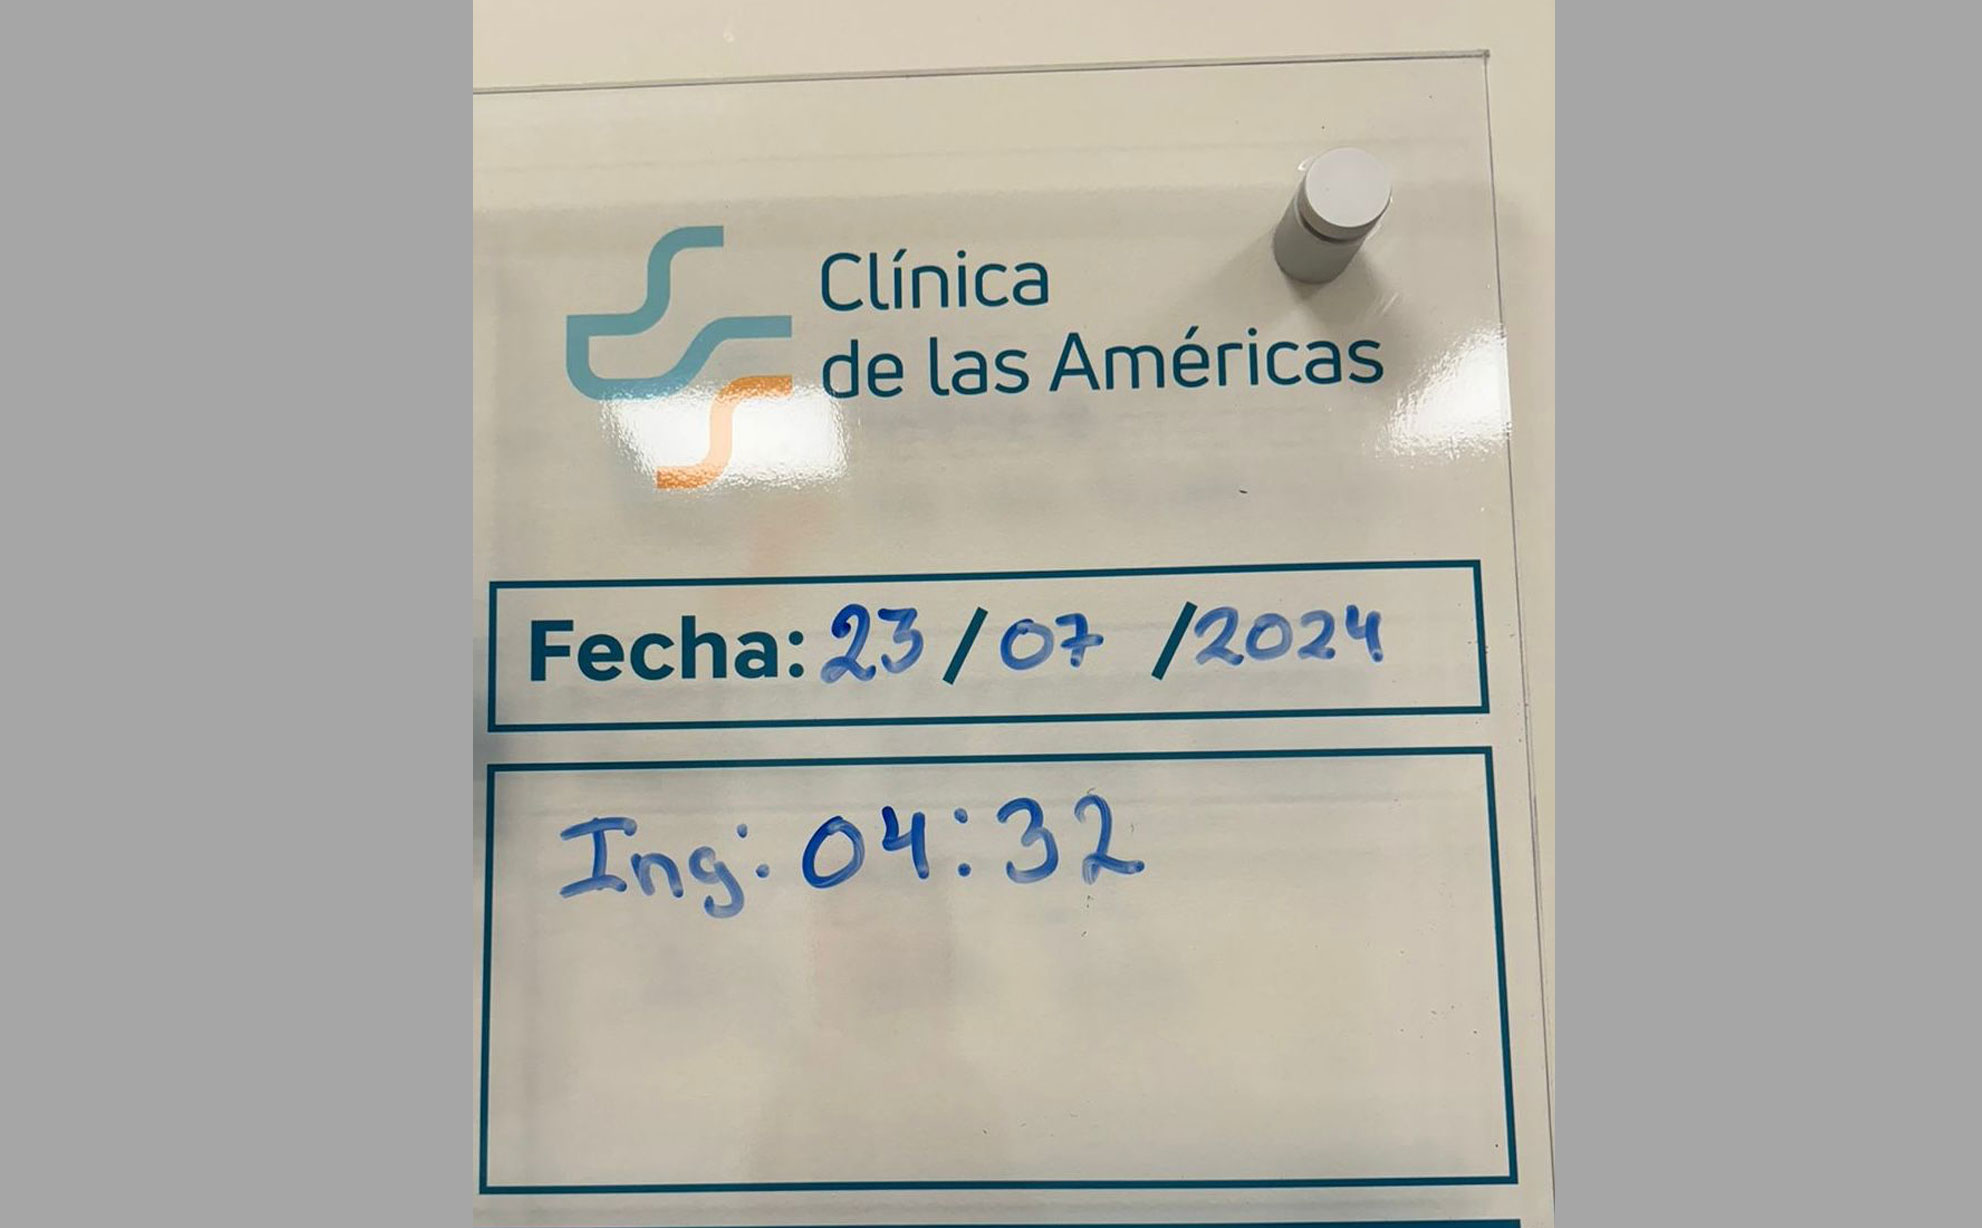 Clínica
de las Américas
Fecha: 23/07/2024
Ing: 04:32